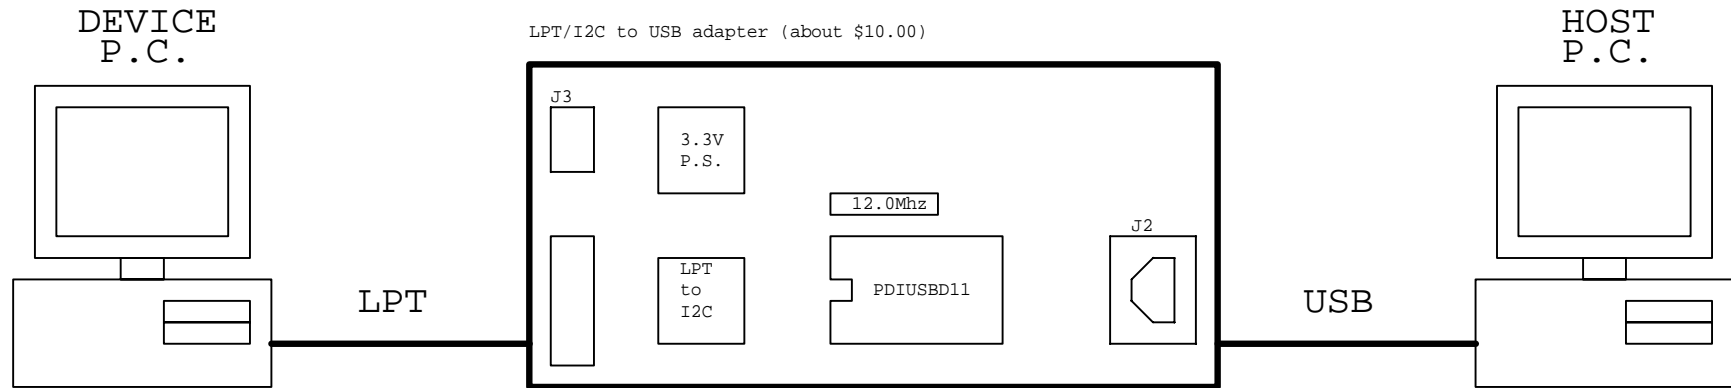 DEVICE
P.C.
LPT/I2C to USB adapter (about $10.00)
HOST
P.C.
J3
3.3V
P.S.
12.0Mhz
J2
LPT
to
I2C
PDIUSBD11
LPT
USB